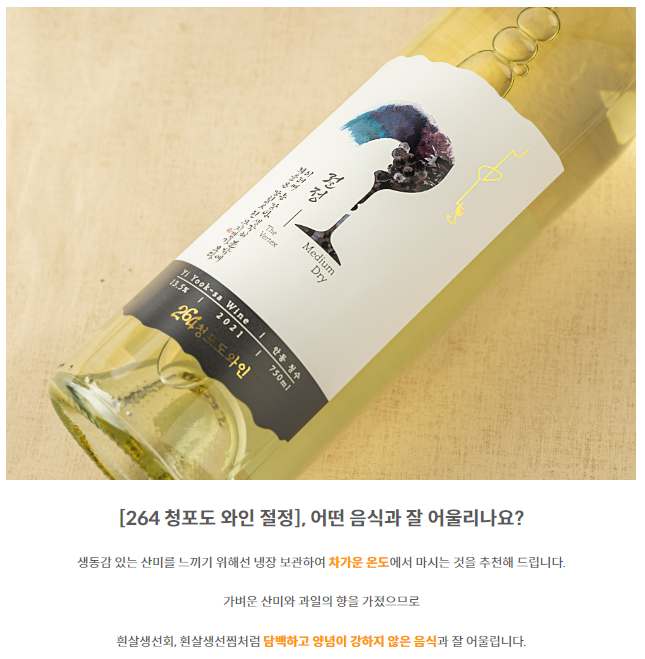 절정
The
Vertex
Medium
Dry
Yi Yook-sa Wine | 안동 청수
13.5% | 2021 | 750ml
264청포도와인
[264 청포도 와인 절정], 어떤 음식과 잘 어울리나요?
생동감 있는 산미를 느끼기 위해선 냉장 보관하여 차가운 온도에서 마시는 것을 추천해 드립니다.
가벼운 산미와 과일의 향을 가졌으므로
흰살생선회, 흰살생선찜처럼 담백하고 양념이 강하지 않은 음식과 잘 어울립니다.